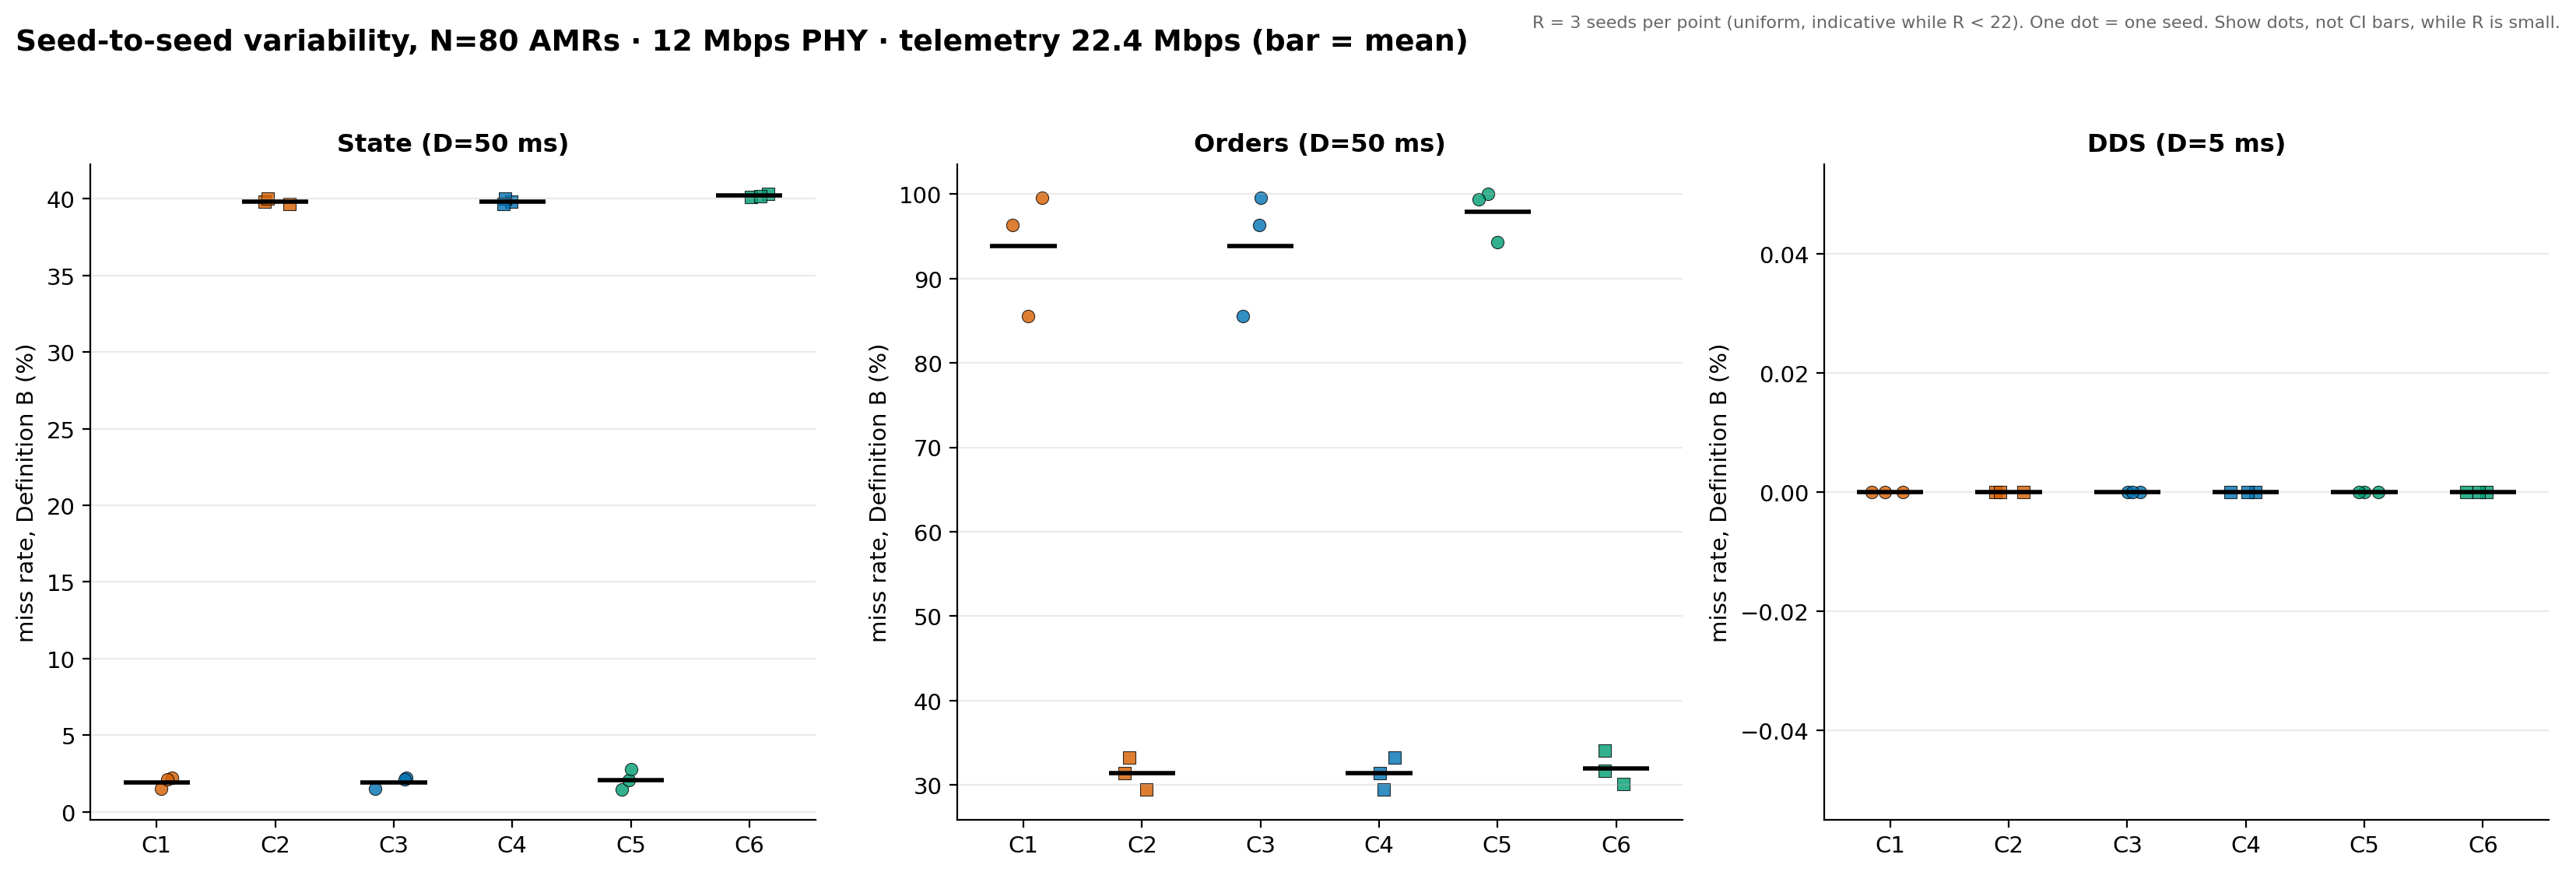 R = 3 seeds per point (uniform, indicative while R < 22). One dot = one seed. Show dots, not CI bars, while R is small.
Seed-to-seed variability, N=80 AMRs · 12 Mbps PHY · telemetry 22.4 Mbps (bar = mean)
State (D=50 ms)
miss rate, Definition B (%)
40
35
30
25
20
15
10
5
0
C1 C2 C3 C4 C5 C6
Orders (D=50 ms)
miss rate, Definition B (%)
100
90
80
70
60
50
40
30
C1 C2 C3 C4 C5 C6
DDS (D=5 ms)
miss rate, Definition B (%)
0.04
0.02
0.00
−0.02
−0.04
C1 C2 C3 C4 C5 C6